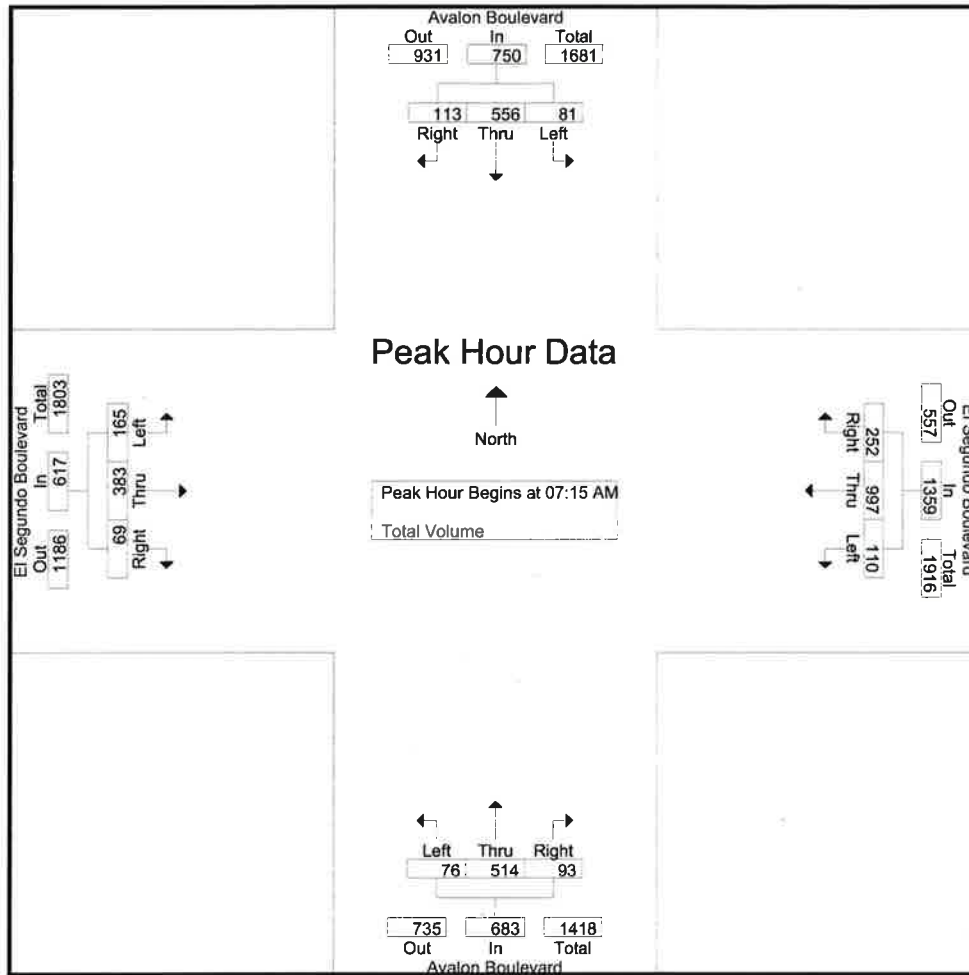 Avalon Boulevard
Out In Total
931 750 1681
113 556 81
Right Thru Left
Peak Hour Data
North
Peak Hour Begins at 07:15 AM
Total Volume
El Segundo Boulevard
Out In Total
1186 617 1803
69 383 165
Right Thru Left
El Segundo Boulevard
Out In Total
557 1359 1916
252 997 110
Right Thru Left
Left Thru Right
76 514 93
735 683 1418
Out In Total
Avalon Boulevard